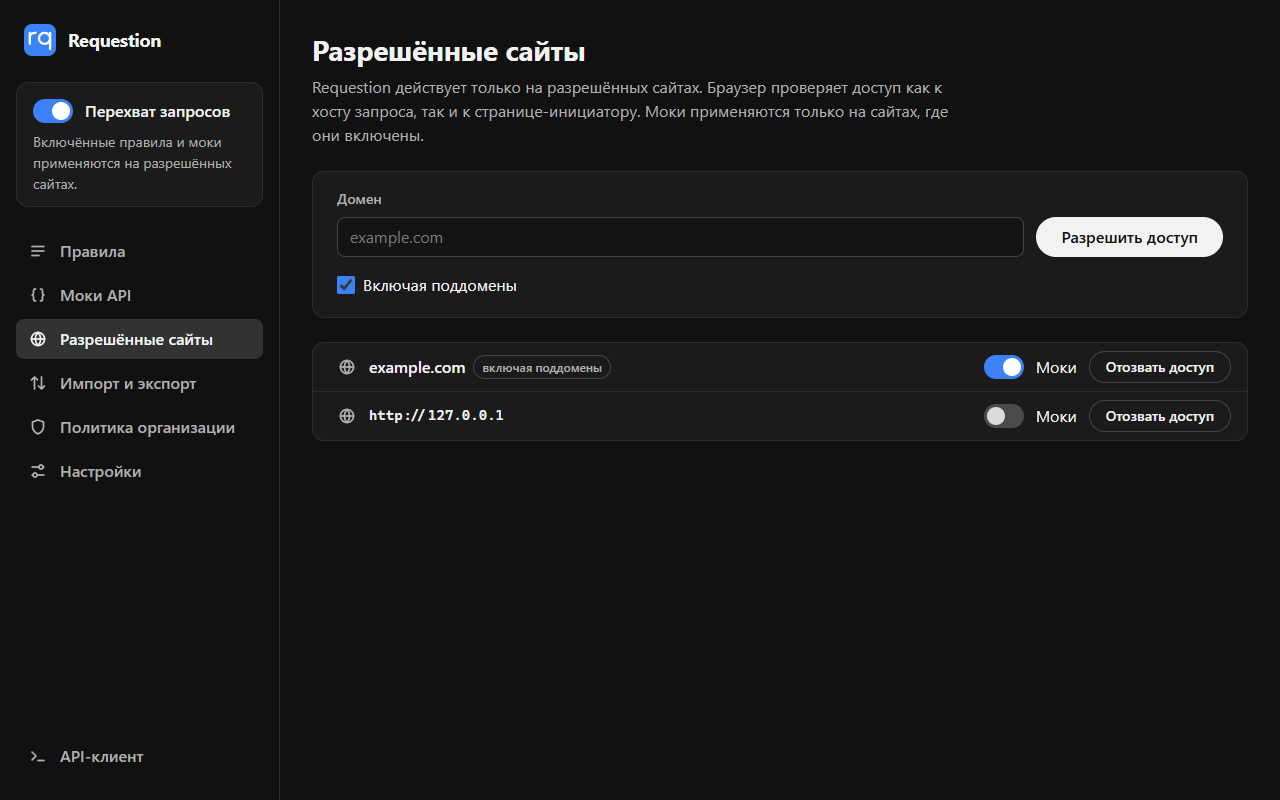 rq Requestion
Перехват запросов
Включённые правила и моки
применяются на разрешённых
сайтах.
Правила
Моки API
Разрешённые сайты
Импорт и экспорт
Политика организации
Настройки
API-клиент
Разрешённые сайты
Requestion действует только на разрешённых сайтах. Браузер проверяет доступ как к
хосту запроса, так и к странице-инициатору. Моки применяются только на сайтах, где
они включены.
Домен
example.com
Разрешить доступ
Включая поддомены
example.com включая поддомены Моки Отозвать доступ
http://127.0.0.1 Моки Отозвать доступ